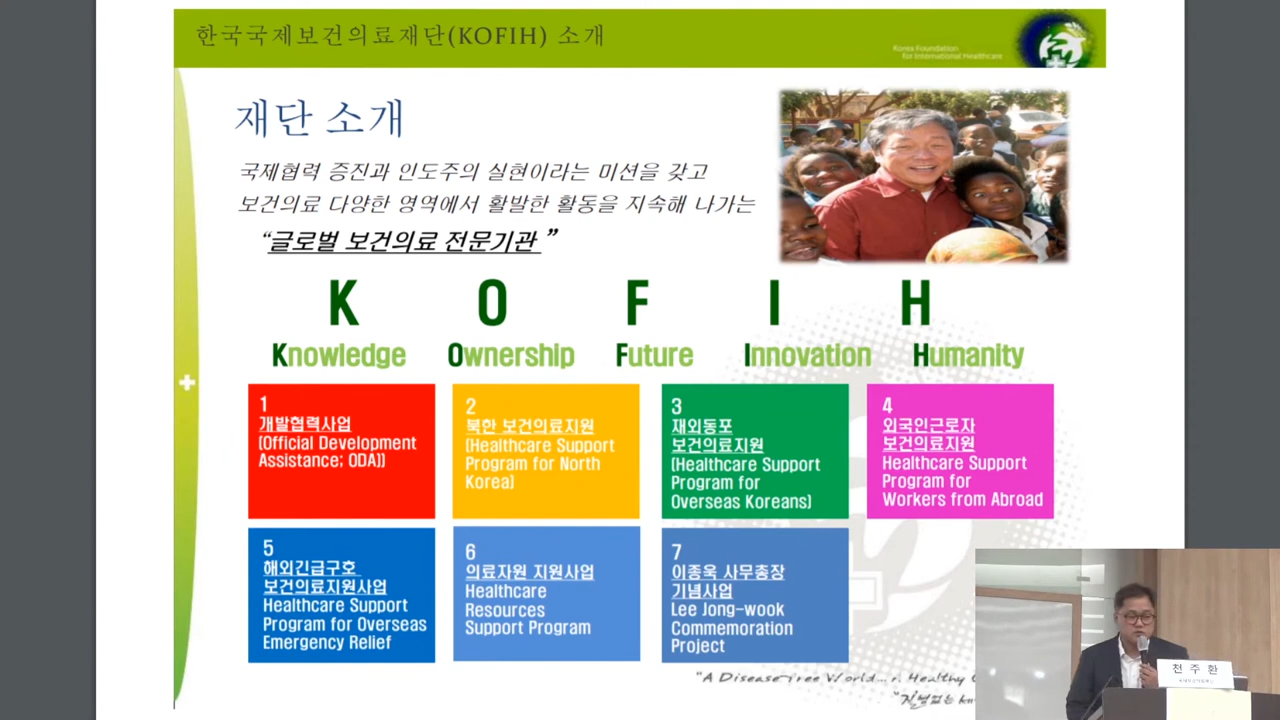 한국국제보건의료재단(KOFIH) 소개
Korea Foundation
for International Healthcare
재단 소개
국제협력 증진과 인도주의 실현이라는 미션을 갖고
보건의료 다양한 영역에서 활발한 활동을 지속해 나가는
“글로벌 보건의료 전문기관 ”
K O F I H
Knowledge Ownership Future Innovation Humanity
1
개발협력사업
(Official Development
Assistance; ODA))
2
북한 보건의료지원
(Healthcare Support
Program for North
Korea)
3
재외동포
보건의료지원
(Healthcare Support
Program for
Overseas Koreans)
4
외국인근로자
보건의료지원
Healthcare Support
Program for
Workers from Abroad
5
해외긴급구호
보건의료지원사업
Healthcare Support
Program for Overseas
Emergency Relief
6
의료자원 지원사업
Healthcare
Resources
Support Program
7
이종욱 사무총장
기념사업
Lee Jong-wook
Commemoration
Project
"A Disease Free World... Healthy
"질병없는
천 주 환